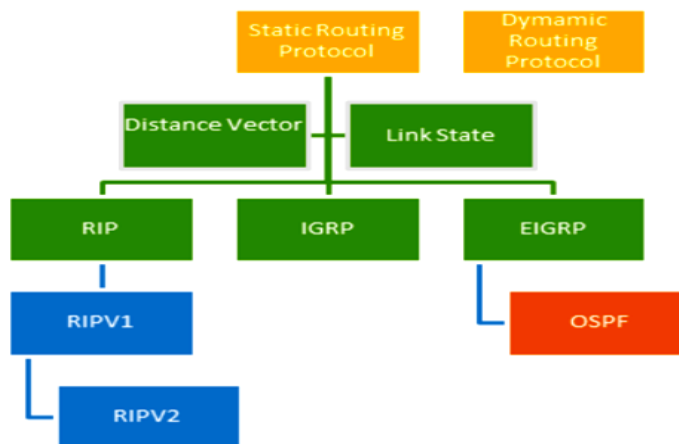 Static Routing
Protocol
Dymamic
Routing
Protocol
Distance Vector
Link State
RIP
IGRP
EIGRP
RIPV1
OSPF
RIPV2